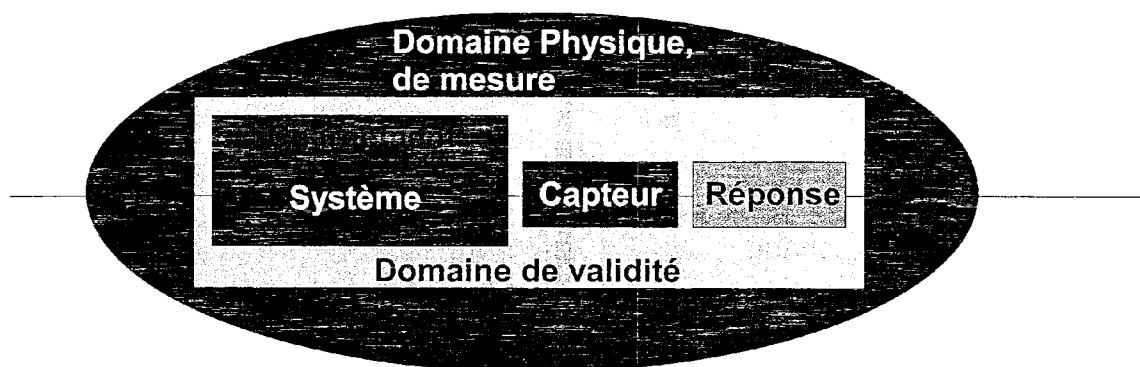 Domaine Physique,
de mesure
Système
Capteur
Réponse
Domaine de validité